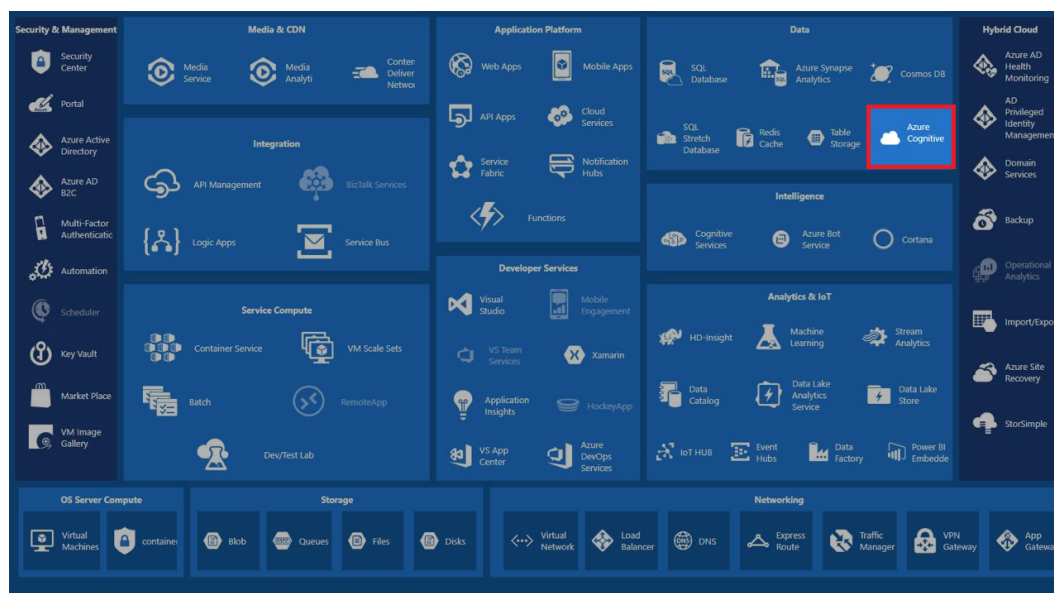 Security & Management
Security
Center
Portal
Azure Active
Directory
Azure AD
B2C
Multi-Factor
Authenticatic
Automation
Scheduler
Key Vault
Market Place
VM Image
Gallery
Media & CDN
Media
Service
Media
Analyti
Conten
Deliver
Netwo
Integration
API Management
BizTalk Services
Logic Apps
Service Bus
Service Compute
Container Service
VM Scale Sets
Batch
RemoteApp
Dev/Test Lab
Application Platform
Web Apps
Mobile Apps
API Apps
Cloud
Services
Service
Fabric
Notification
Hubs
Functions
Developer Services
Visual
Studio
Mobile
Engagement
VS Team
Services
Xamarin
Application
Insights
HockeyApp
VS App
Center
Azure
DevOps
Services
Data
SQL
SQL
Database
SQL
Azure Synapse
Analytics
Cosmos DB
SQL
Stretch
Database
Redis
Cache
Table
Storage
Azure
Cognitive
Intelligence
Cognitive
Services
Azure Bot
Service
Cortana
Analytics & IoT
HD-Insight
Machine
Learning
Stream
Analytics
Data
Catalog
Data Lake
Analytics
Service
Data Lake
Store
IoT HUB
Event
Hubs
Data
Factory
Power BI
Embedde
Hybrid Cloud
Azure AD
Health
Monitoring
AD
Privileged
Identity
Managemen
Domain
Services
Backup
Operational
Analytics
Import/Expo
Azure Site
Recovery
StorSimple
OS Server Compute
Virtual
Machines
container
Storage
Blob
Queues
Files
Disks
Networking
Virtual
Network
Load
Balancer
DNS
DNS
Express
Route
Traffic
Manager
VPN
Gateway
App
Gatewa